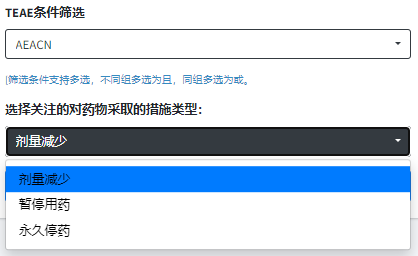 TEAE条件筛选
AEACN
|筛选条件支持多选，不同组多选为且，同组多选为或。
选择关注的对药物采取的措施类型：
剂量减少
剂量减少
暂停用药
永久停药